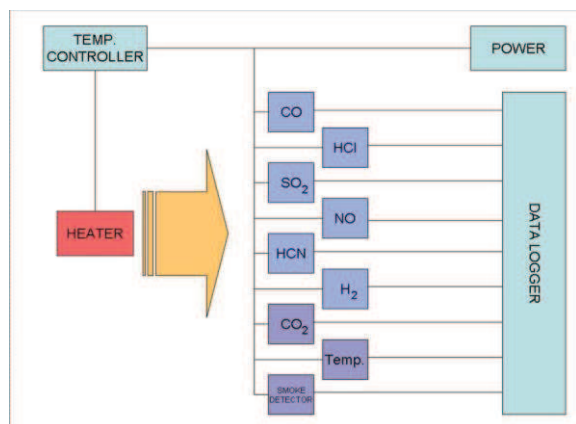 TEMP.
CONTROLLER
POWER
CO
HCl
SO₂
NO
HEATER
HCN
H₂
CO₂
Temp.
SMOKE
DETECTOR
DATA LOGGER